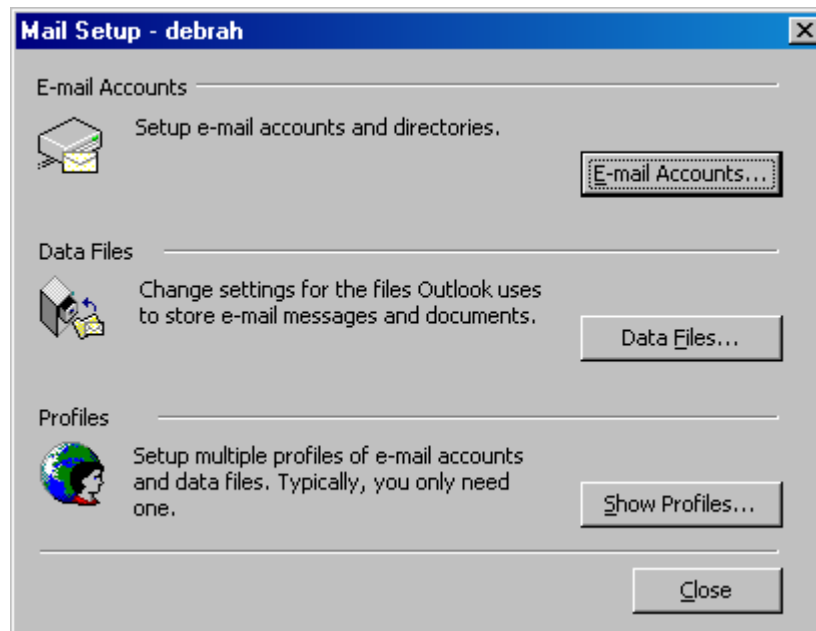 Mail Setup - debrah
E-mail Accounts
Setup e-mail accounts and directories.
E-mail Accounts...
Data Files
Change settings for the files Outlook uses
to store e-mail messages and documents.
Data Files...
Profiles
Setup multiple profiles of e-mail accounts
and data files. Typically, you only need
one.
Show Profiles...
Close